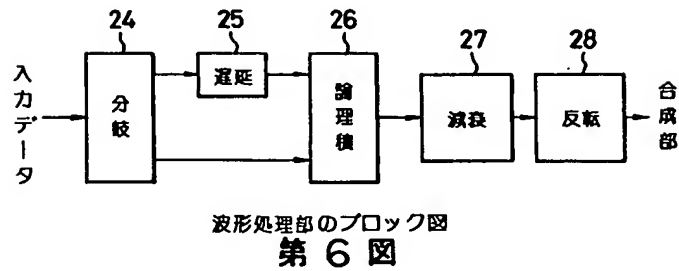 24
25
26
27
28
入力データ
分岐
遅延
論理積
減衰
反転
合成部
波形処理部のブロック図
第6図